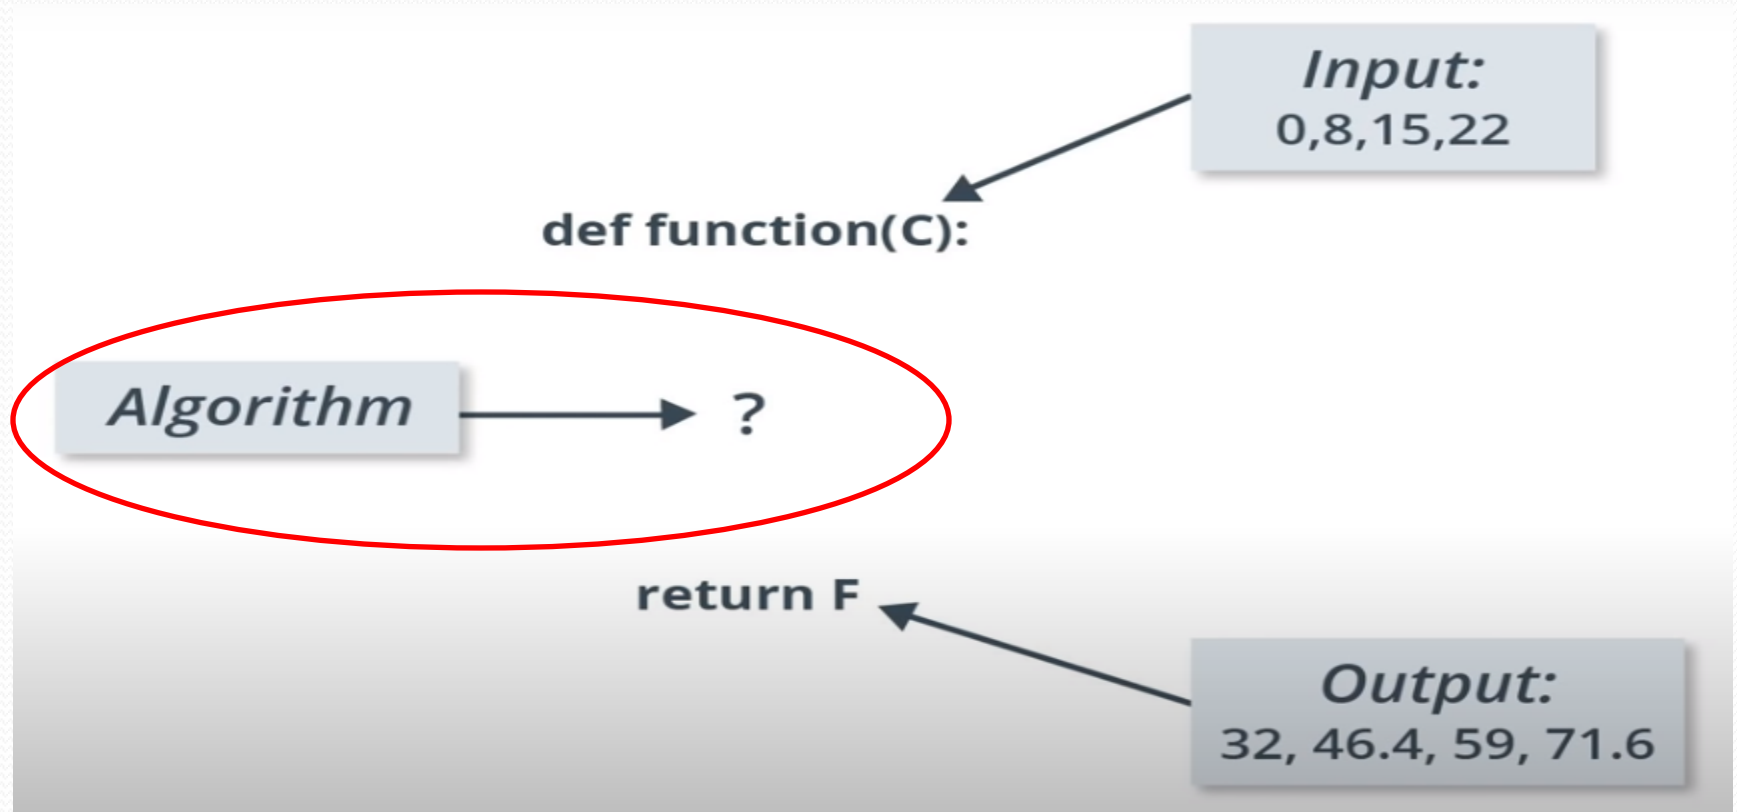 Input:
0,8,15,22
def function(C):
Algorithm
?
return F
Output:
32, 46.4, 59, 71.6